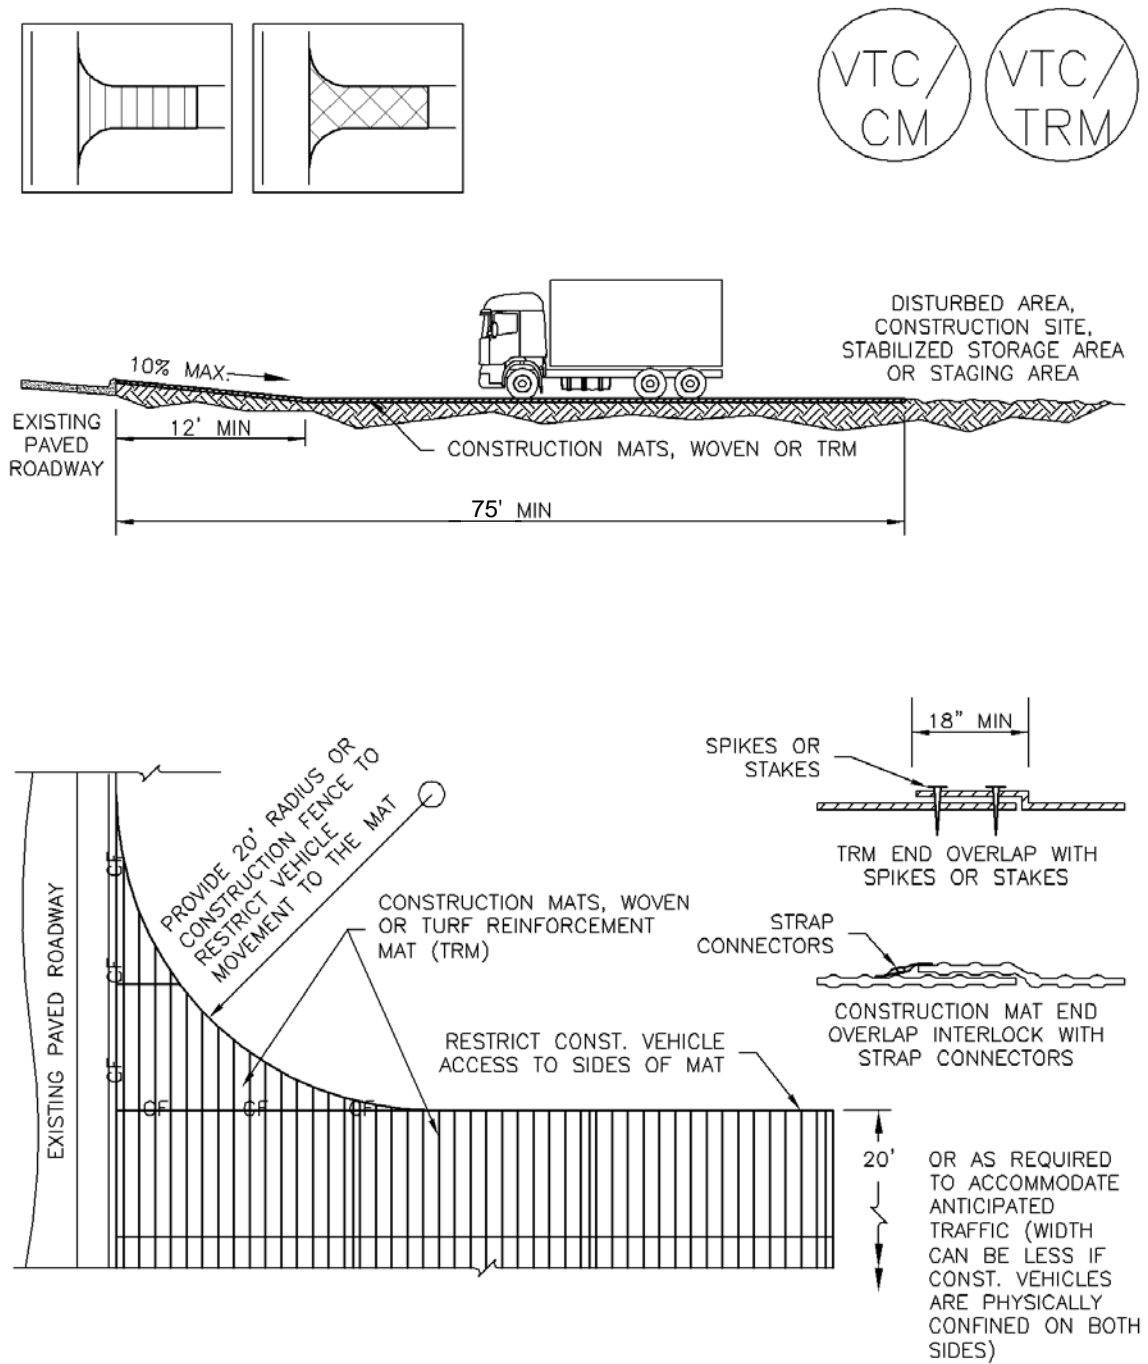 VTC/
CM
VTC/
TRM
DISTURBED AREA,
CONSTRUCTION SITE,
STABILIZED STORAGE AREA
OR STAGING AREA
10% MAX.
EXISTING
PAVED
ROADWAY
12' MIN
CONSTRUCTION MATS, WOVEN OR TRM
75' MIN
18" MIN
SPIKES OR
STAKES
TRM END OVERLAP WITH
SPIKES OR STAKES
PROVIDE 20' RADIUS OR
CONSTRUCTION FENCE TO
RESTRICT VEHICLE
MOVEMENT TO THE MAT
CONSTRUCTION MATS, WOVEN
OR TURF REINFORCEMENT
MAT (TRM)
STRAP
CONNECTORS
CONSTRUCTION MAT END
OVERLAP INTERLOCK WITH
STRAP CONNECTORS
RESTRICT CONST. VEHICLE
ACCESS TO SIDES OF MAT
EXISTING PAVED ROADWAY
CF
CF
CF
CF
CF
CF
20'
OR AS REQUIRED
TO ACCOMMODATE
ANTICIPATED
TRAFFIC (WIDTH
CAN BE LESS IF
CONST. VEHICLES
ARE PHYSICALLY
CONFINED ON BOTH
SIDES)